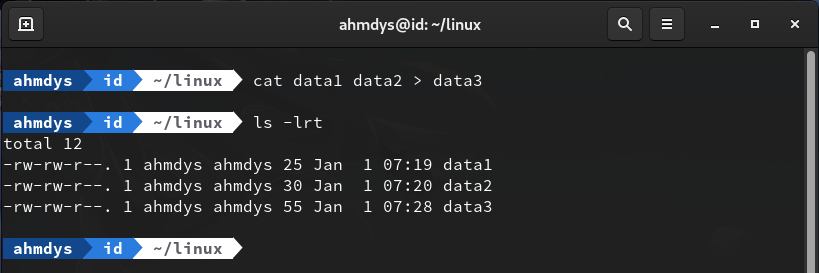 ahmdys@id: ~/linux
ahmdys id ~/linux cat data1 data2 > data3
ahmdys id ~/linux ls -lrt
total 12
-rw-rw-r--. 1 ahmdys ahmdys 25 Jan  1 07:19 data1
-rw-rw-r--. 1 ahmdys ahmdys 30 Jan  1 07:20 data2
-rw-rw-r--. 1 ahmdys ahmdys 55 Jan  1 07:28 data3
ahmdys id ~/linux